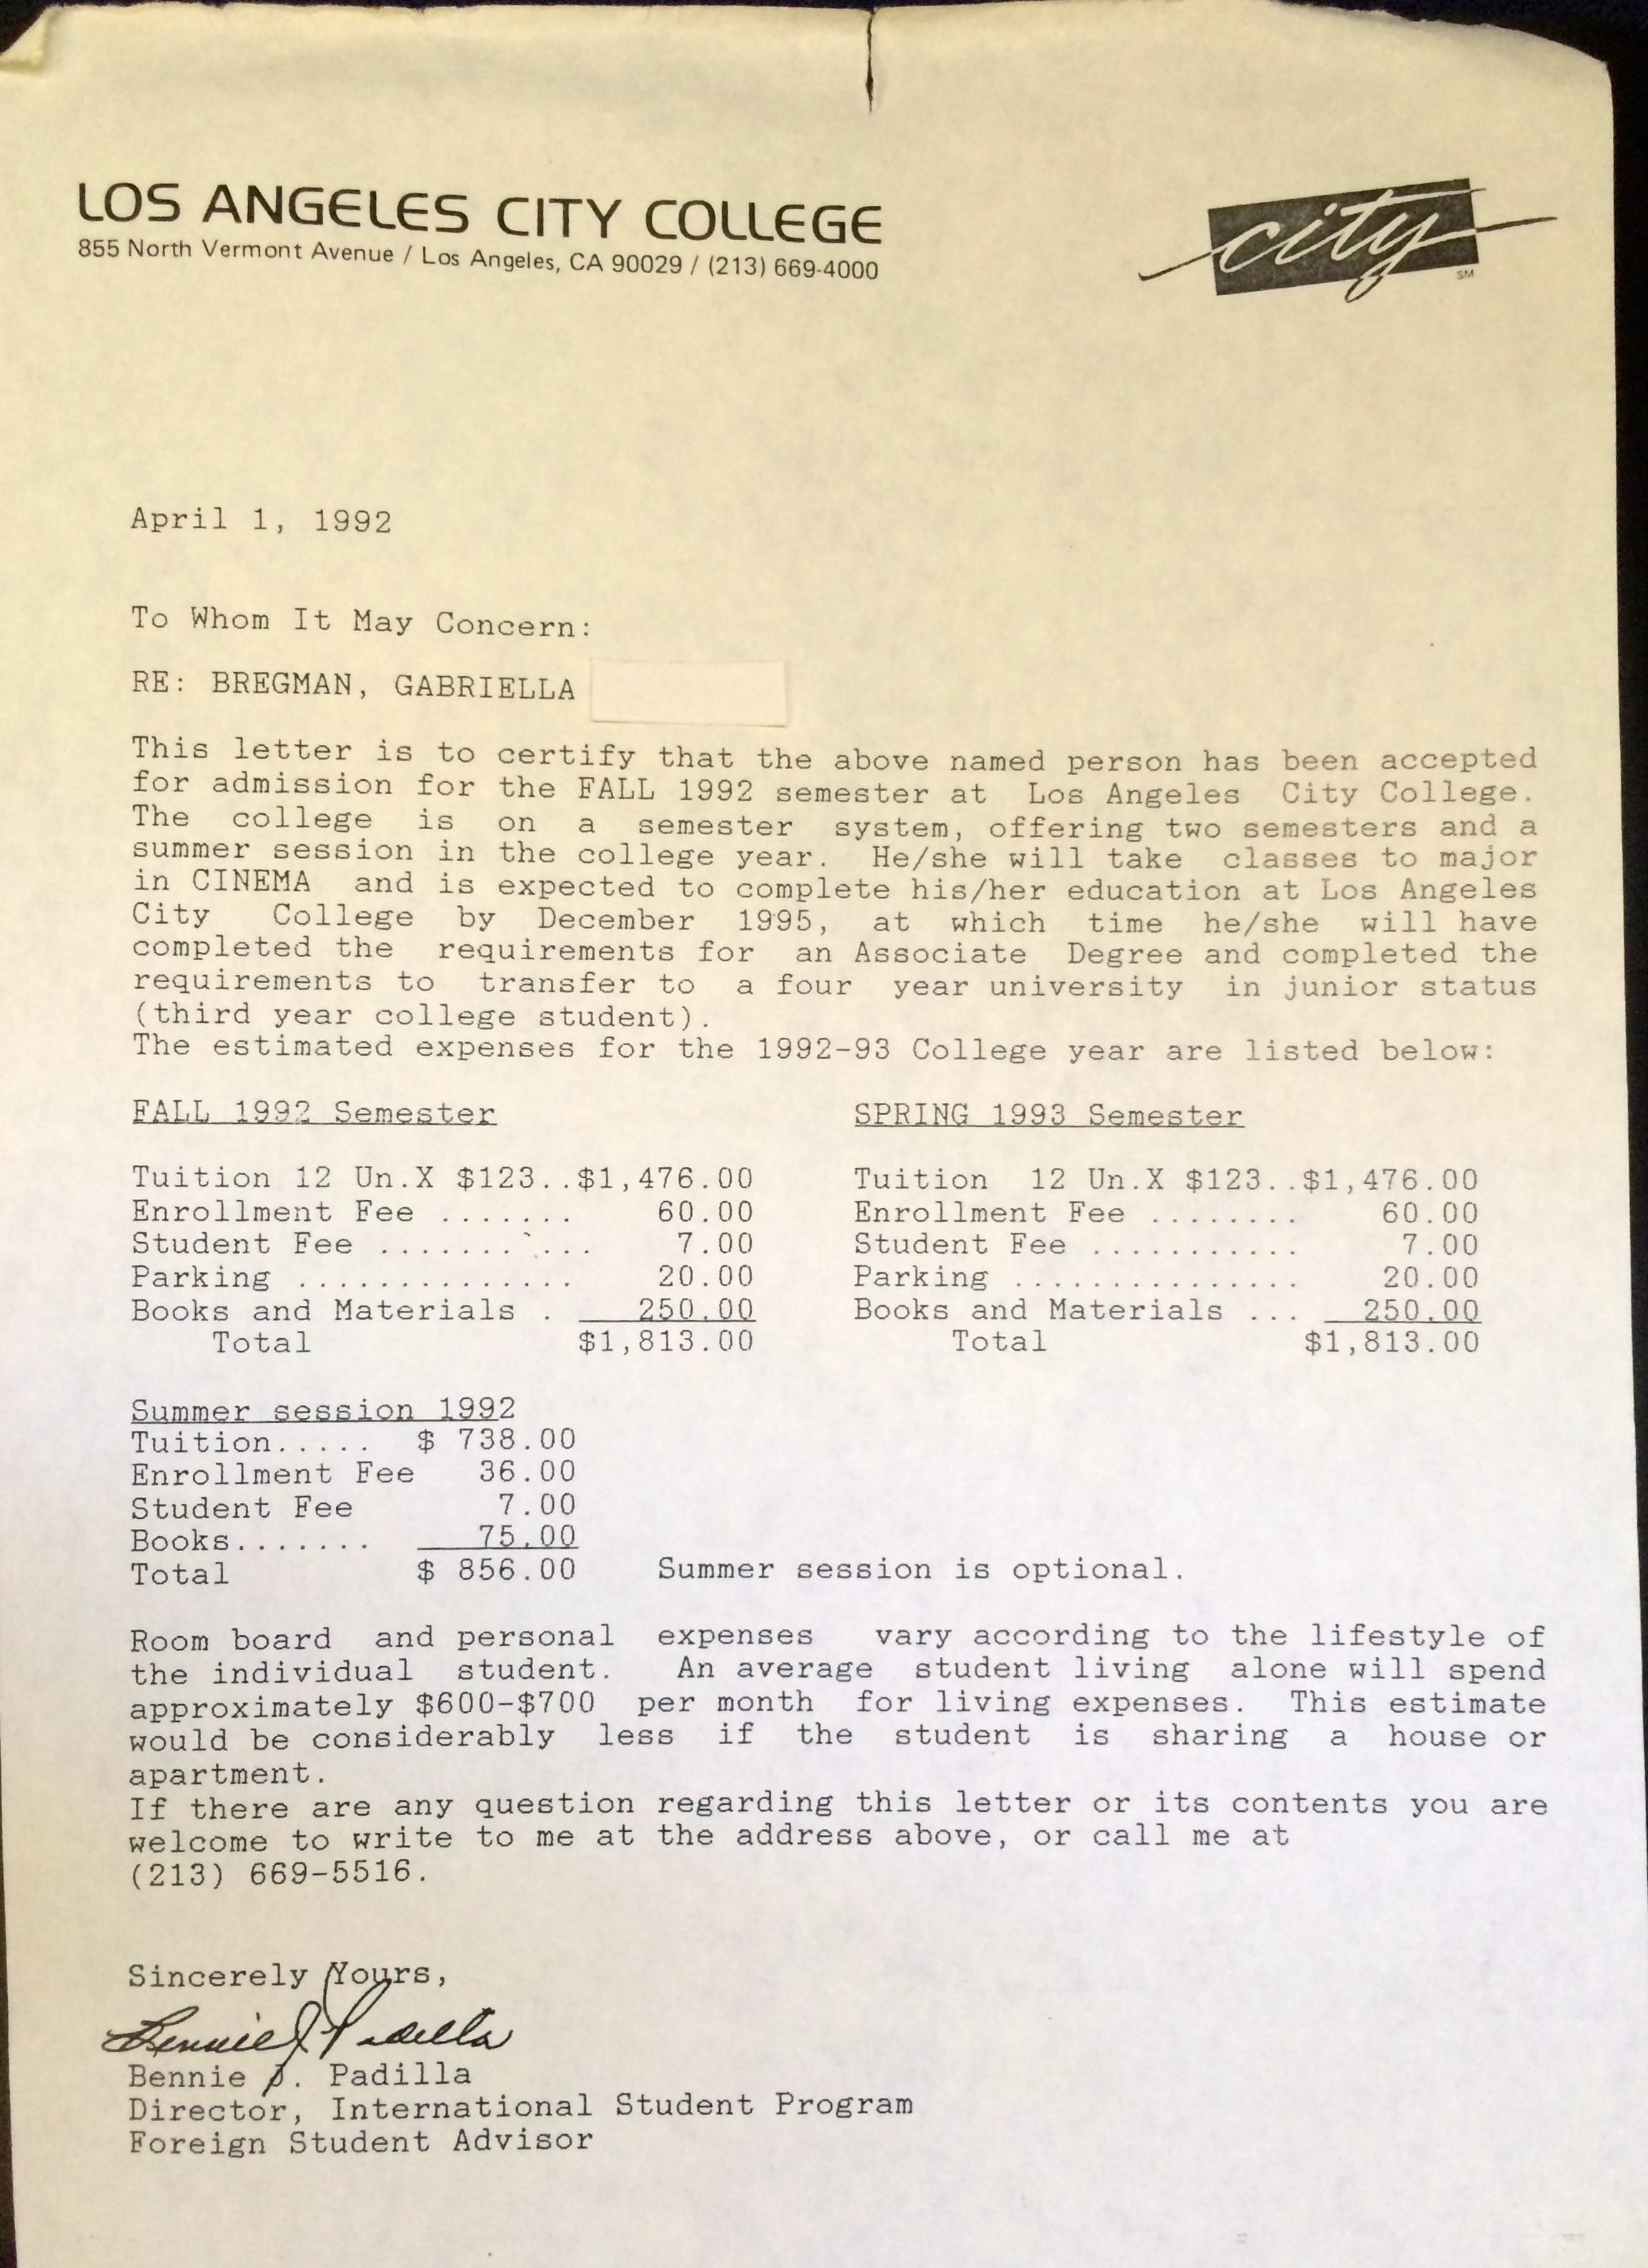 LOS ANGELES CITY COLLEGE
855 North Vermont Avenue / Los Angeles, CA 90029 / (213) 669-4000
city
SM
April 1, 1992
To Whom It May Concern:
RE: BREGMAN, GABRIELLA
This letter is to certify that the above named person has been accepted
for admission for the FALL 1992 semester at Los Angeles City College.
The college is on a semester system, offering two semesters and a
summer session in the college year. He/she will take classes to major
in CINEMA and is expected to complete his/her education at Los Angeles
City College by December 1995, at which time he/she will have
completed the requirements for an Associate Degree and completed the
requirements to transfer to a four year university in junior status
(third year college student).
The estimated expenses for the 1992-93 College year are listed below:
FALL 1992 Semester
Tuition 12 Un.X $123..$1,476.00
Enrollment Fee ....... 60.00
Student Fee ........... 7.00
Parking .............. 20.00
Books and Materials . 250.00
Total $1,813.00
SPRING 1993 Semester
Tuition 12 Un.X $123..$1,476.00
Enrollment Fee ........ 60.00
Student Fee ........... 7.00
Parking ............... 20.00
Books and Materials ... 250.00
Total $1,813.00
Summer session 1992
Tuition..... $ 738.00
Enrollment Fee 36.00
Student Fee 7.00
Books....... 75.00
Total $ 856.00 Summer session is optional.
Room board and personal expenses vary according to the lifestyle of
the individual student. An average student living alone will spend
approximately $600-$700 per month for living expenses. This estimate
would be considerably less if the student is sharing a house or
apartment.
If there are any question regarding this letter or its contents you are
welcome to write to me at the address above, or call me at
(213) 669-5516.
Sincerely Yours,
Bennie J Padilla
Bennie J. Padilla
Director, International Student Program
Foreign Student Advisor